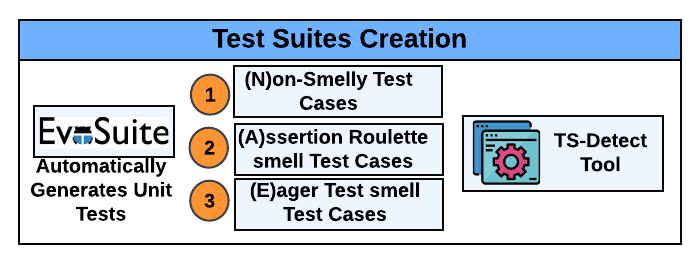 Test Suites Creation
EvoSuite
Automatically
Generates Unit
Tests
1
(N)on-Smelly Test
Cases
2
(A)ssertion Roulette
smell Test Cases
3
(E)ager Test smell
Test Cases
TS-Detect
Tool